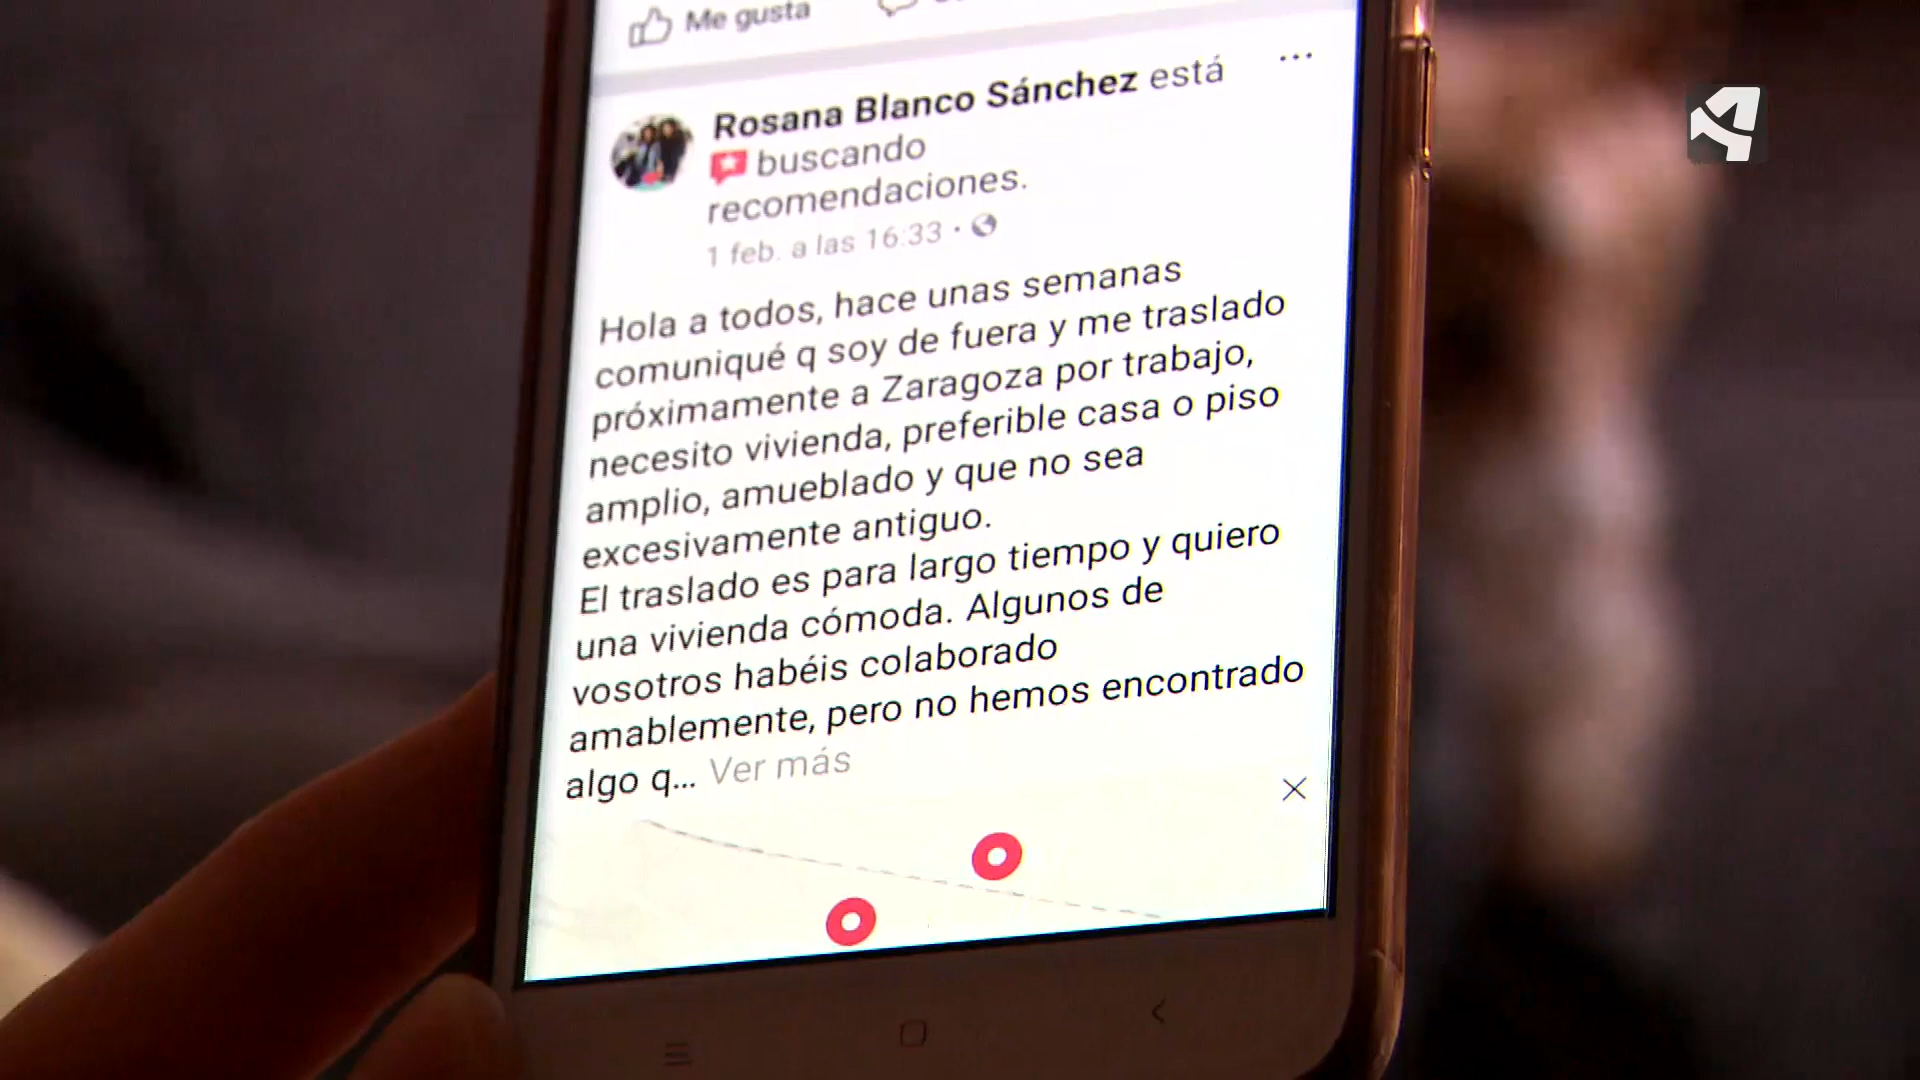 Me gusta
Rosana Blanco Sánchez está
buscando
recomendaciones.
1 feb. a las 16:33 ·
Hola a todos, hace unas semanas
comuniqué q soy de fuera y me traslado
próximamente a Zaragoza por trabajo,
necesito vivienda, preferible casa o piso
amplio, amueblado y que no sea
excesivamente antiguo.
El traslado es para largo tiempo y quiero
una vivienda cómoda. Algunos de
vosotros habéis colaborado
amablemente, pero no hemos encontrado
algo q... Ver más